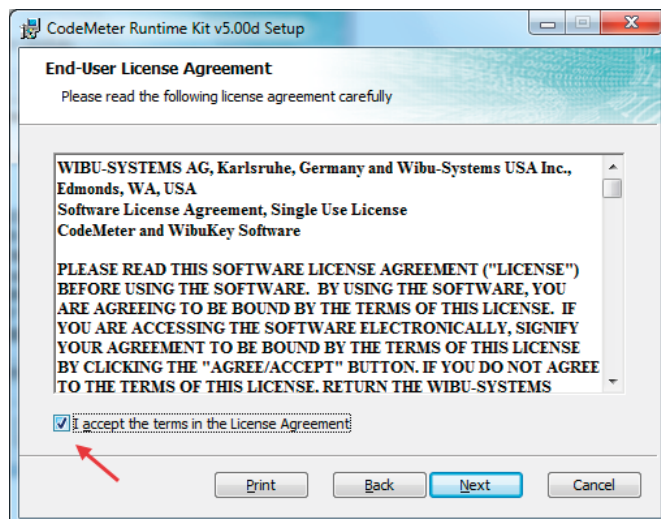 CodeMeter Runtime Kit v5.00d Setup
End-User License Agreement
Please read the following license agreement carefully
WIBU-SYSTEMS AG, Karlsruhe, Germany and Wibu-Systems USA Inc.,
Edmonds, WA, USA
Software License Agreement, Single Use License
CodeMeter and WibuKey Software
PLEASE READ THIS SOFTWARE LICENSE AGREEMENT ("LICENSE")
BEFORE USING THE SOFTWARE. BY USING THE SOFTWARE, YOU
ARE AGREEING TO BE BOUND BY THE TERMS OF THIS LICENSE. IF
YOU ARE ACCESSING THE SOFTWARE ELECTRONICALLY, SIGNIFY
YOUR AGREEMENT TO BE BOUND BY THE TERMS OF THIS LICENSE
BY CLICKING THE "AGREE/ACCEPT" BUTTON. IF YOU DO NOT AGREE
TO THE TERMS OF THIS LICENSE, RETURN THE WIBU-SYSTEMS
I accept the terms in the License Agreement
Print Back Next Cancel